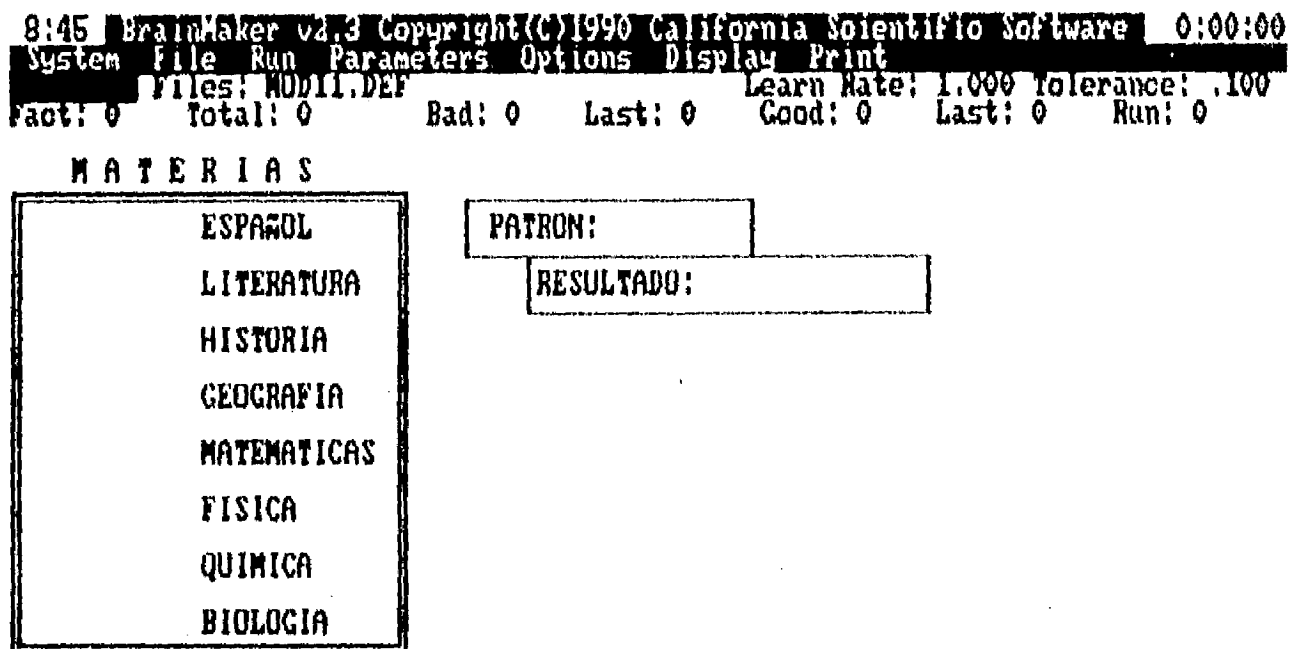 8:45 BrainMaker v2.3 Copyright(C)1990 California Scientific Software 0:00:00
System File Run Parameters Options Display Print
Files: MOD11.DEF Learn Rate: 1.000 Tolerance: .100
Fact: 0 Total: 0 Bad: 0 Last: 0 Good: 0 Last: 0 Run: 0
M A T E R I A S
ESPAÑOL
LITERATURA
HISTORIA
GEOGRAFIA
MATEMATICAS
FISICA
QUIMICA
BIOLOGIA
PATRON:
RESULTADO: